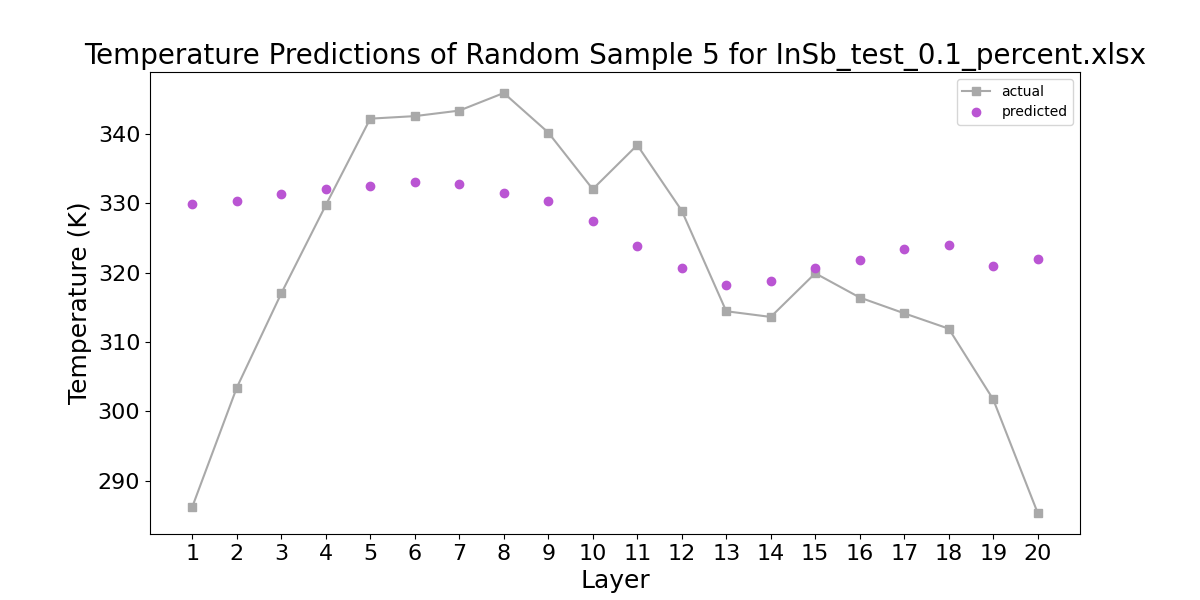 Temperature Predictions of Random Sample 5 for InSb_test_0.1_percent.xlsx
actual
predicted
340
330
320
310
300
290
Temperature (K)
1 2 3 4 5 6 7 8 9 10 11 12 13 14 15 16 17 18 19 20
Layer